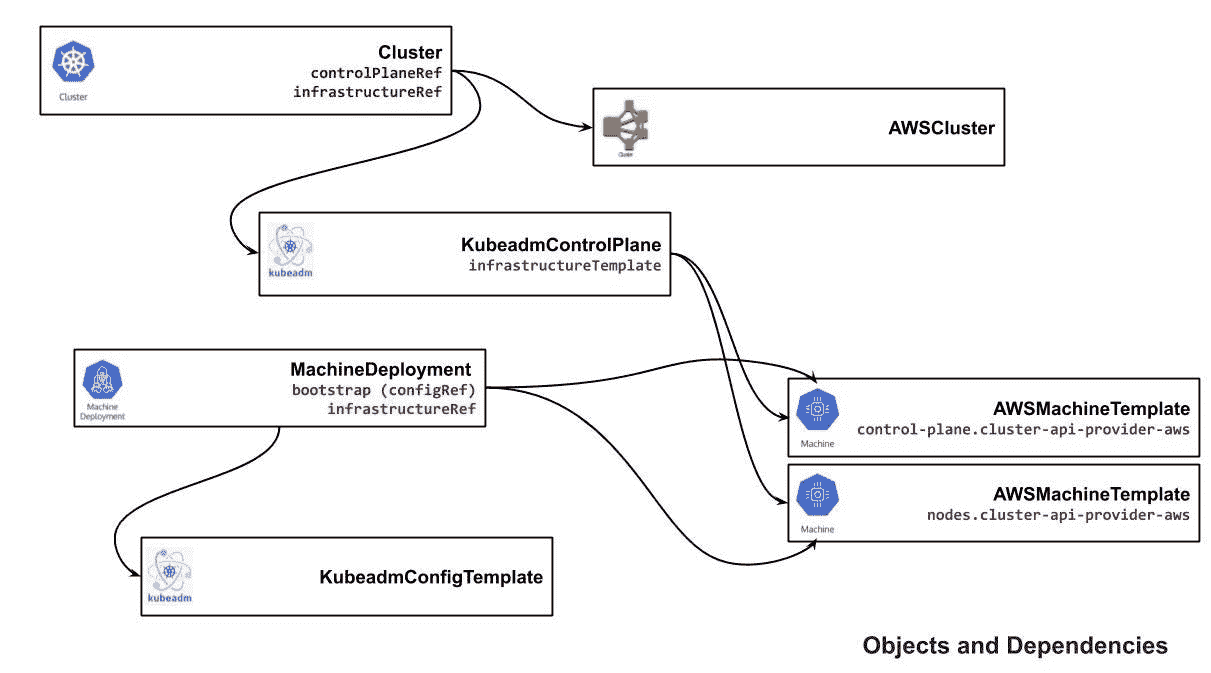 Cluster
controlPlaneRef
infrastructureRef
Cluster
AWSCluster
Cluster
KubeadmControlPlane
infrastructureTemplate
kubeadm
MachineDeployment
bootstrap (configRef)
infrastructureRef
Machine
Deployment
AWSMachineTemplate
control-plane.cluster-api-provider-aws
Machine
AWSMachineTemplate
nodes.cluster-api-provider-aws
Machine
KubeadmConfigTemplate
kubeadm
Objects and Dependencies